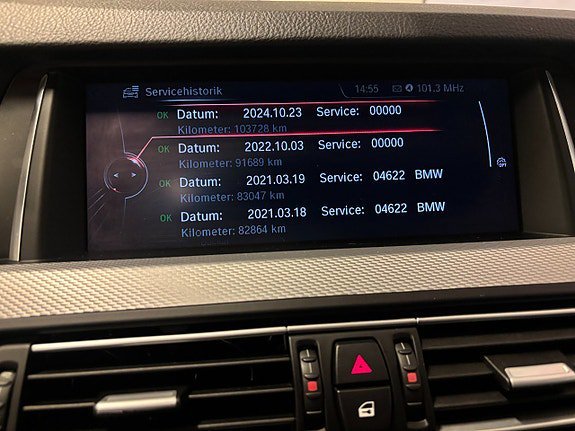 Servicehistorik 14:55 101,3 MHz
OK Datum: 2024.10.23 Service: 00000
Kilometer: 103728 km
OK Datum: 2022.10.03 Service: 00000
Kilometer: 91689 km
OK Datum: 2021.03.19 Service: 04622 BMW
Kilometer: 83047 km
OK Datum: 2021.03.18 Service: 04622 BMW
Kilometer: 82864 km